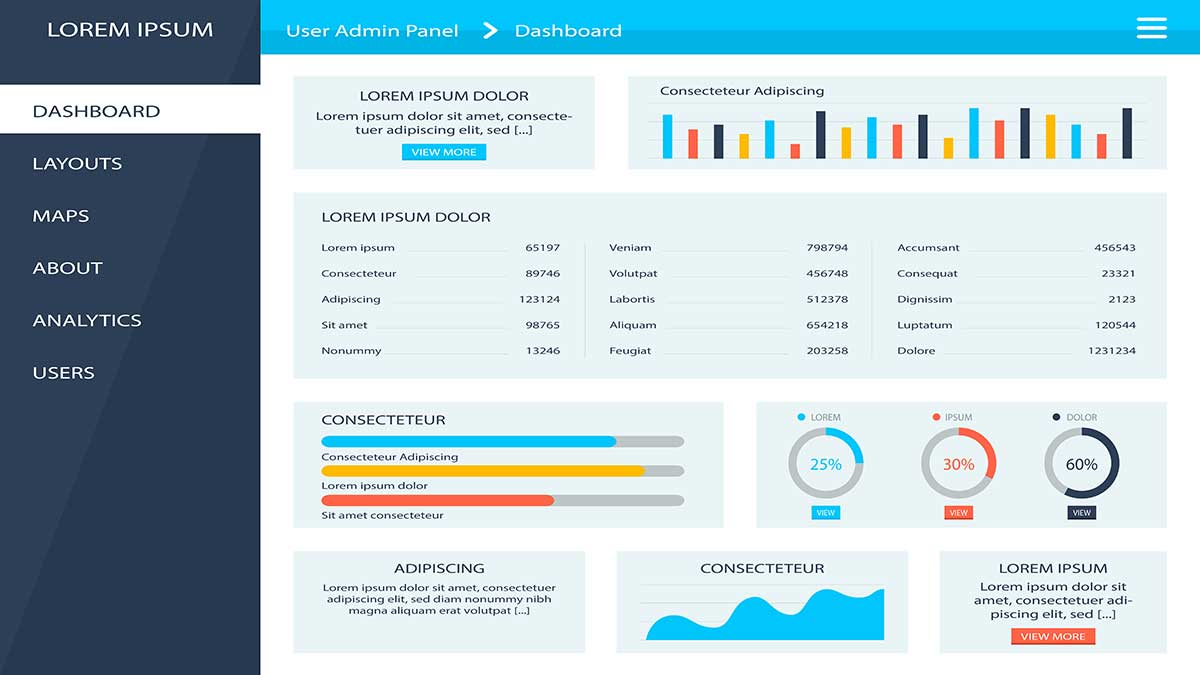 LOREM IPSUM
User Admin Panel
Dashboard
DASHBOARD
LAYOUTS
MAPS
ABOUT
ANALYTICS
USERS
LOREM IPSUM DOLOR
Lorem ipsum dolor sit amet, consecte-
tuer adipiscing elit, sed [...]
VIEW MORE
Consecteteur Adipiscing
LOREM IPSUM DOLOR
Lorem ipsum 65197
Consecteteur 89746
Adipiscing 123124
Sit amet 98765
Nonummy 13246
Veniam 798794
Volutpat 456748
Labortis 512378
Aliquam 654218
Feugiat 203258
Accumsant 456543
Consequat 23321
Dignissim 2123
Luptatum 120544
Dolore 1231234
CONSECTETEUR
Consecteteur Adipiscing
Lorem ipsum dolor
Sit amet consecteteur
LOREM
25%
VIEW
IPSUM
30%
VIEW
DOLOR
60%
VIEW
ADIPISCING
Lorem ipsum dolor sit amet, consectetuer
adipiscing elit, sed diam nonummy nibh
magna aliquam erat volutpat [...]
CONSECTETEUR
LOREM IPSUM
Lorem ipsum dolor sit
amet, consectetuer adi-
piscing elit, sed [...]
VIEW MORE